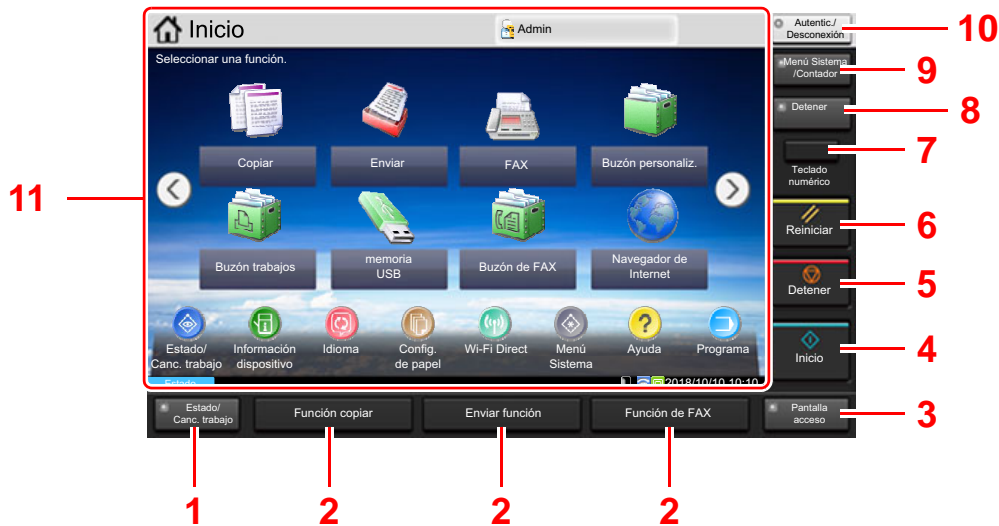 Inicio
Admin
Seleccionar una función.
Copiar
Enviar
FAX
Buzón personaliz.
Buzón trabajos
memoria
USB
Buzón de FAX
Navegador de
Internet
Estado/
Canc. trabajo
Información
dispositivo
Idioma
Config.
de papel
Wi-Fi Direct
Menú
Sistema
Ayuda
Programa
Estado
2018/10/10 10:10
Autentic./
Desconexión
10
Menú Sistema
/Contador
9
Detener
8
Teclado
numérico
7
Reiniciar
6
Detener
5
Inicio
4
Pantalla
acceso
3
11
Estado/
Canc. trabajo
Función copiar
Enviar función
Función de FAX
1
2
2
2